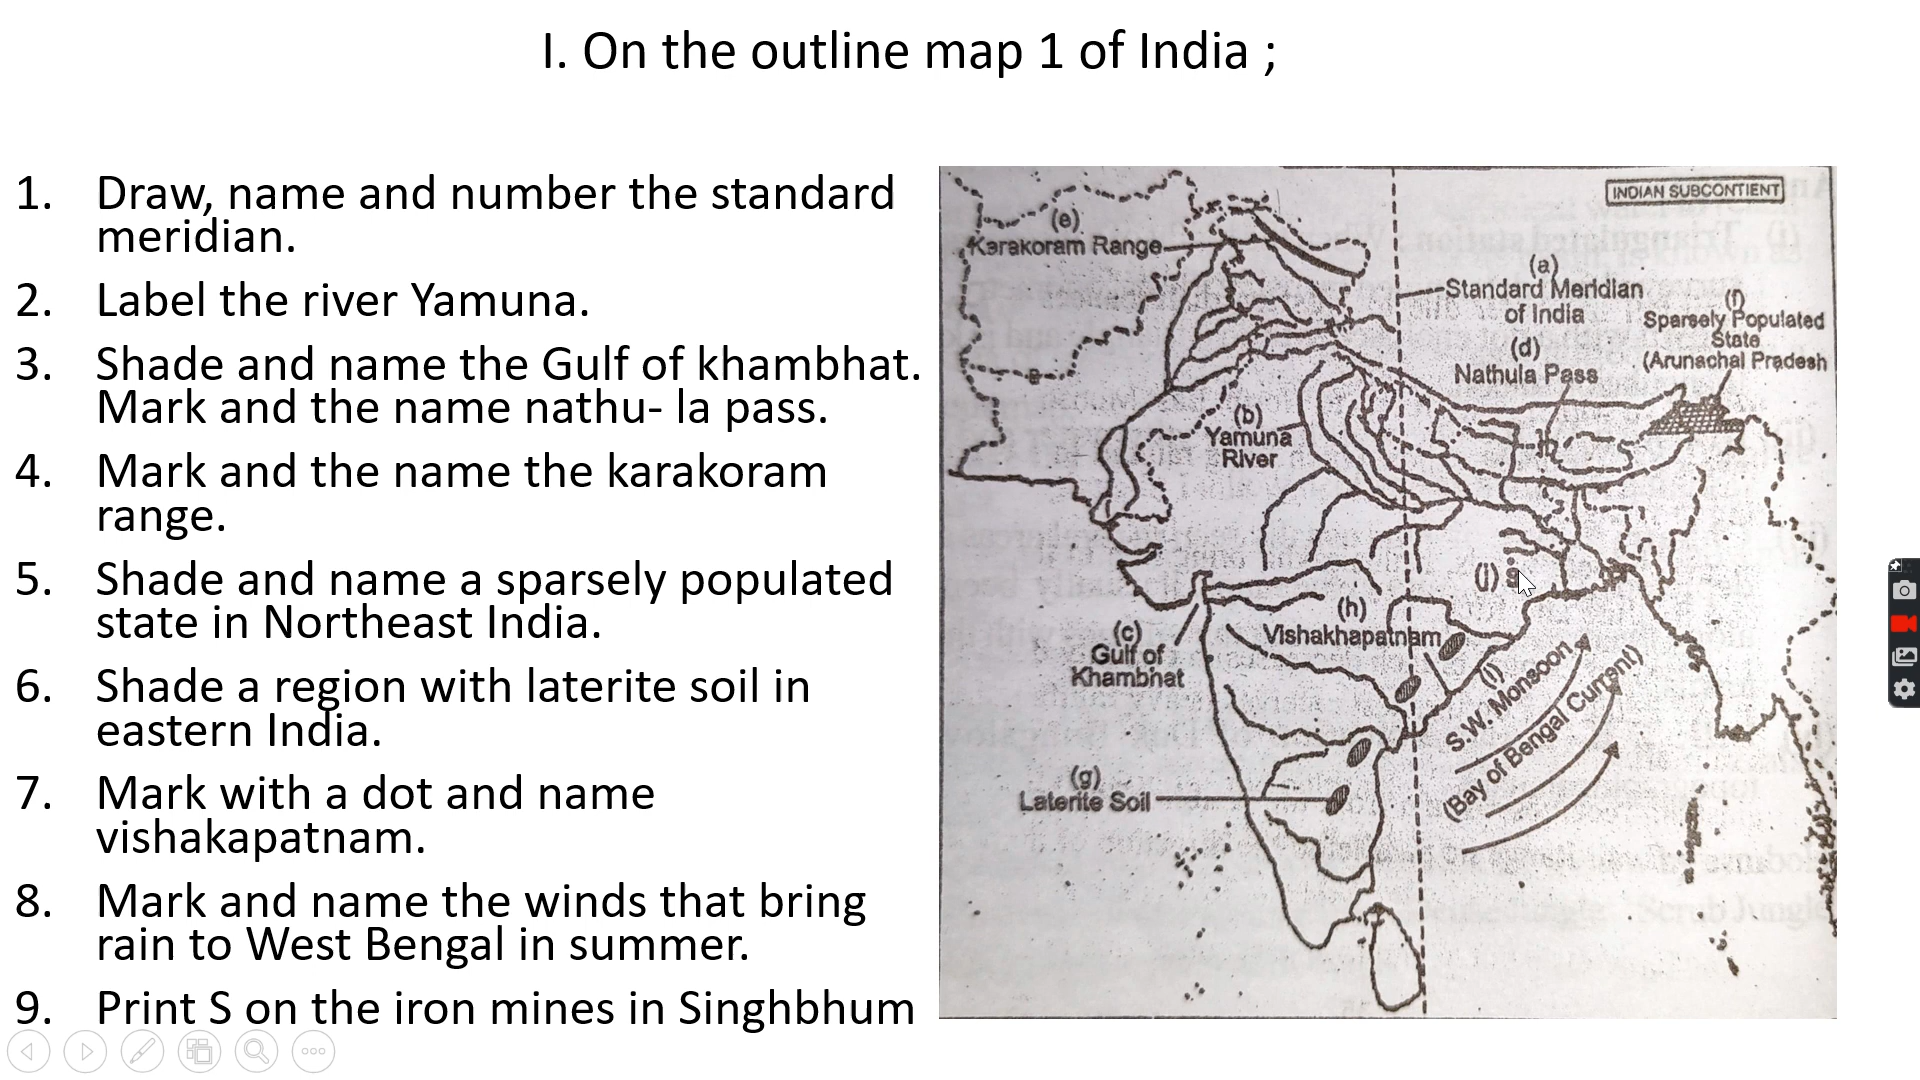 I. On the outline map 1 of India ;
1. Draw, name and number the standard
meridian.
2. Label the river Yamuna.
3. Shade and name the Gulf of khambhat.
Mark and the name nathu- la pass.
4. Mark and the name the karakoram
range.
5. Shade and name a sparsely populated
state in Northeast India.
6. Shade a region with laterite soil in
eastern India.
7. Mark with a dot and name
vishakapatnam.
8. Mark and name the winds that bring
rain to West Bengal in summer.
9. Print S on the iron mines in Singhbhum
INDIAN SUBCONTIENT
(e)
Karakoram Range
(a)
Standard Meridian
of India
(f)
Sparsely Populated
State
(Arunachal Pradesh
(d)
Nathula Pass
(b)
Yamuna
River
(j) S
(h)
Vishakhapatnam
(c)
Gulf of
Khambhat
(i)
S.W. Monsoon
(Bay of Bengal Current)
(g)
Laterite Soil